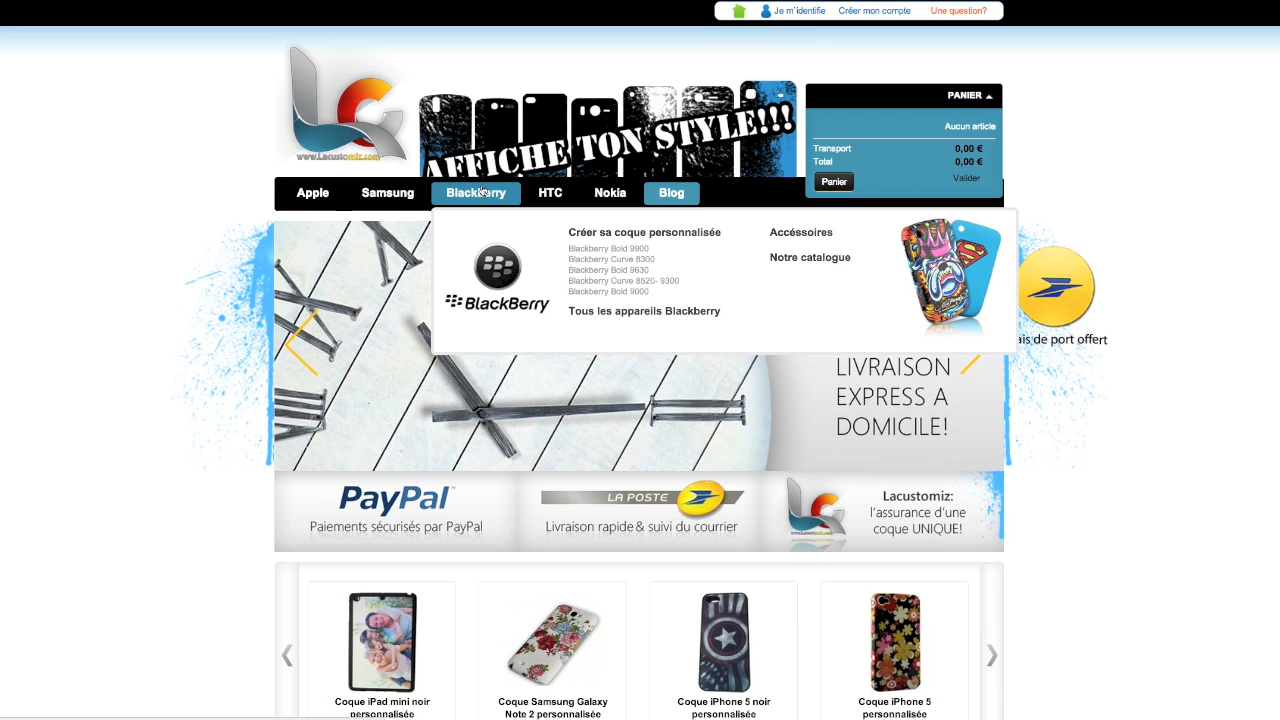 Je m'identifie Créer mon compte Une question?
www.Lacustomiz.com
AFFICHE TON STYLE!!!
PANIER
Aucun article
Transport 0,00 €
Total 0,00 €
Panier Valider
Apple Samsung BlackBerry HTC Nokia Blog
BlackBerry
Créer sa coque personnalisée
Blackberry Bold 9900
Blackberry Curve 8300
Blackberry Bold 9630
Blackberry Curve 8520- 9300
Blackberry Bold 9000
Tous les appareils Blackberry
Accéssoires
Notre catalogue
ais de port offert
LIVRAISON
EXPRESS A
DOMICILE!
PayPal™
Paiements sécurisés par PayPal
LA POSTE
Livraison rapide & suivi du courrier
Lacustomiz:
l'assurance d'une
coque UNIQUE!
Coque iPad mini noir
personnalisée
Coque Samsung Galaxy
Note 2 personnalisée
Coque iPhone 5 noir
personnalisée
Coque iPhone 5
personnalisée